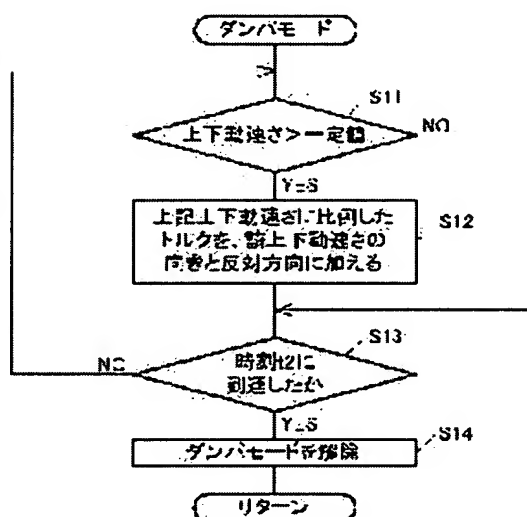 ダンパモード
S11
上下動速さ>一定値
NO
YES
上記上下動速さに比例した
トルクを、該上下動速さの
向きと反対方向に加える
S12
S13
NO
時刻t2に
到達したか
YES
S14
ダンパモードを解除
リターン